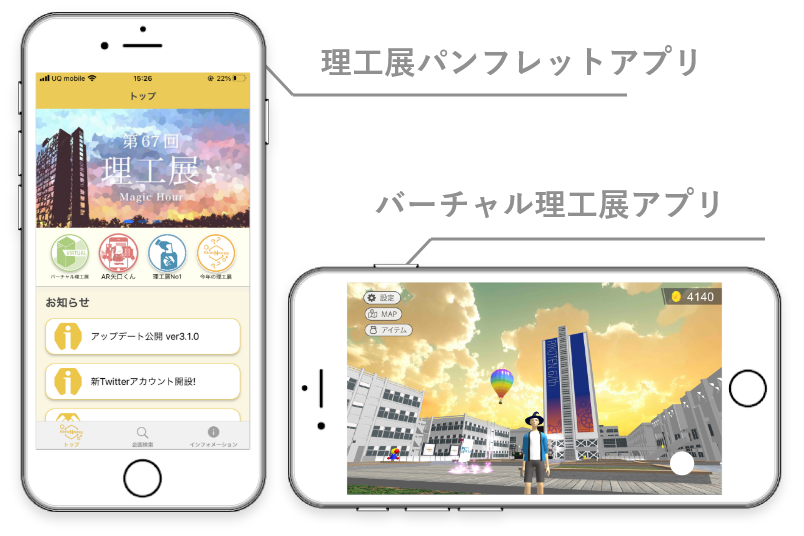 理工展パンフレットアプリ
UQ mobile
15:26
22%
トップ
第67回
理工展
Magic Hour
VIRTUAL
バーチャル理工展
AR矢口くん
理工展No1
今年の理工展
お知らせ
アップデート公開 ver3.1.0
新Twitterアカウント開設!
トップ
企画検索
インフォメーション
バーチャル理工展アプリ
設定
MAP
アイテム
4140